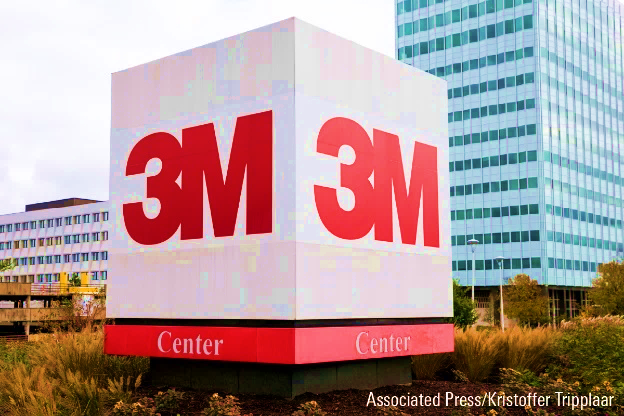 3M
3M
Center
Center
Associated Press/Kristoffer Tripplaar